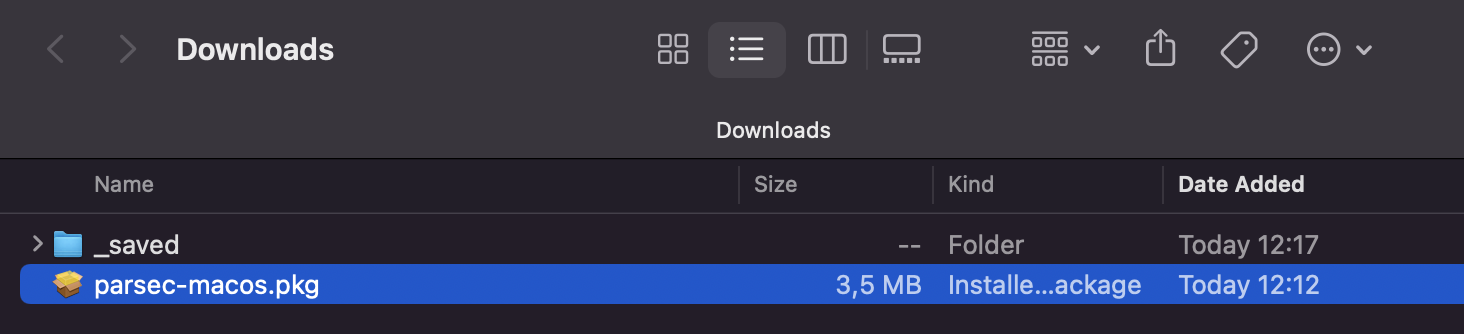 Downloads
Downloads
Name Size Kind Date Added
_saved -- Folder Today 12:17
parsec-macos.pkg 3,5 MB Installe...ackage Today 12:12